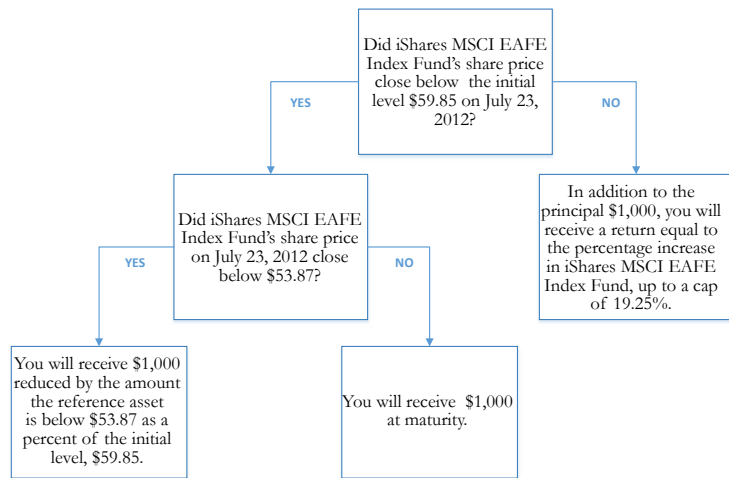 Did iShares MSCI EAFE
Index Fund's share price
close below the initial
level $59.85 on July 23,
2012?
YES
NO
Did iShares MSCI EAFE
Index Fund's share price
on July 23, 2012 close
below $53.87?
In addition to the
principal $1,000, you will
receive a return equal to
the percentage increase
in iShares MSCI EAFE
Index Fund, up to a cap
of 19.25%.
YES
NO
You will receive $1,000
reduced by the amount
the reference asset
is below $53.87 as a
percent of the initial
level, $59.85.
You will receive $1,000
at maturity.